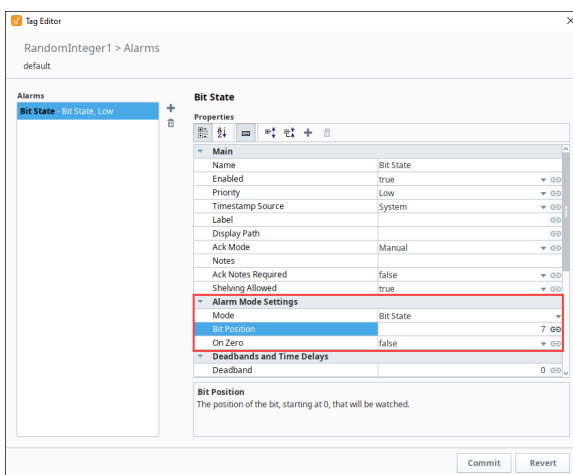 Tag Editor
RandomInteger1 > Alarms
default
Alarms
Bit State - Bit State, Low
Bit State
Properties
Main
Name Bit State
Enabled true
Priority Low
Timestamp Source System
Label
Display Path
Ack Mode Manual
Notes
Ack Notes Required false
Shelving Allowed true
Alarm Mode Settings
Mode Bit State
Bit Position 7
On Zero false
Deadbands and Time Delays
Deadband 0
Bit Position
The position of the bit, starting at 0, that will be watched.
Commit Revert